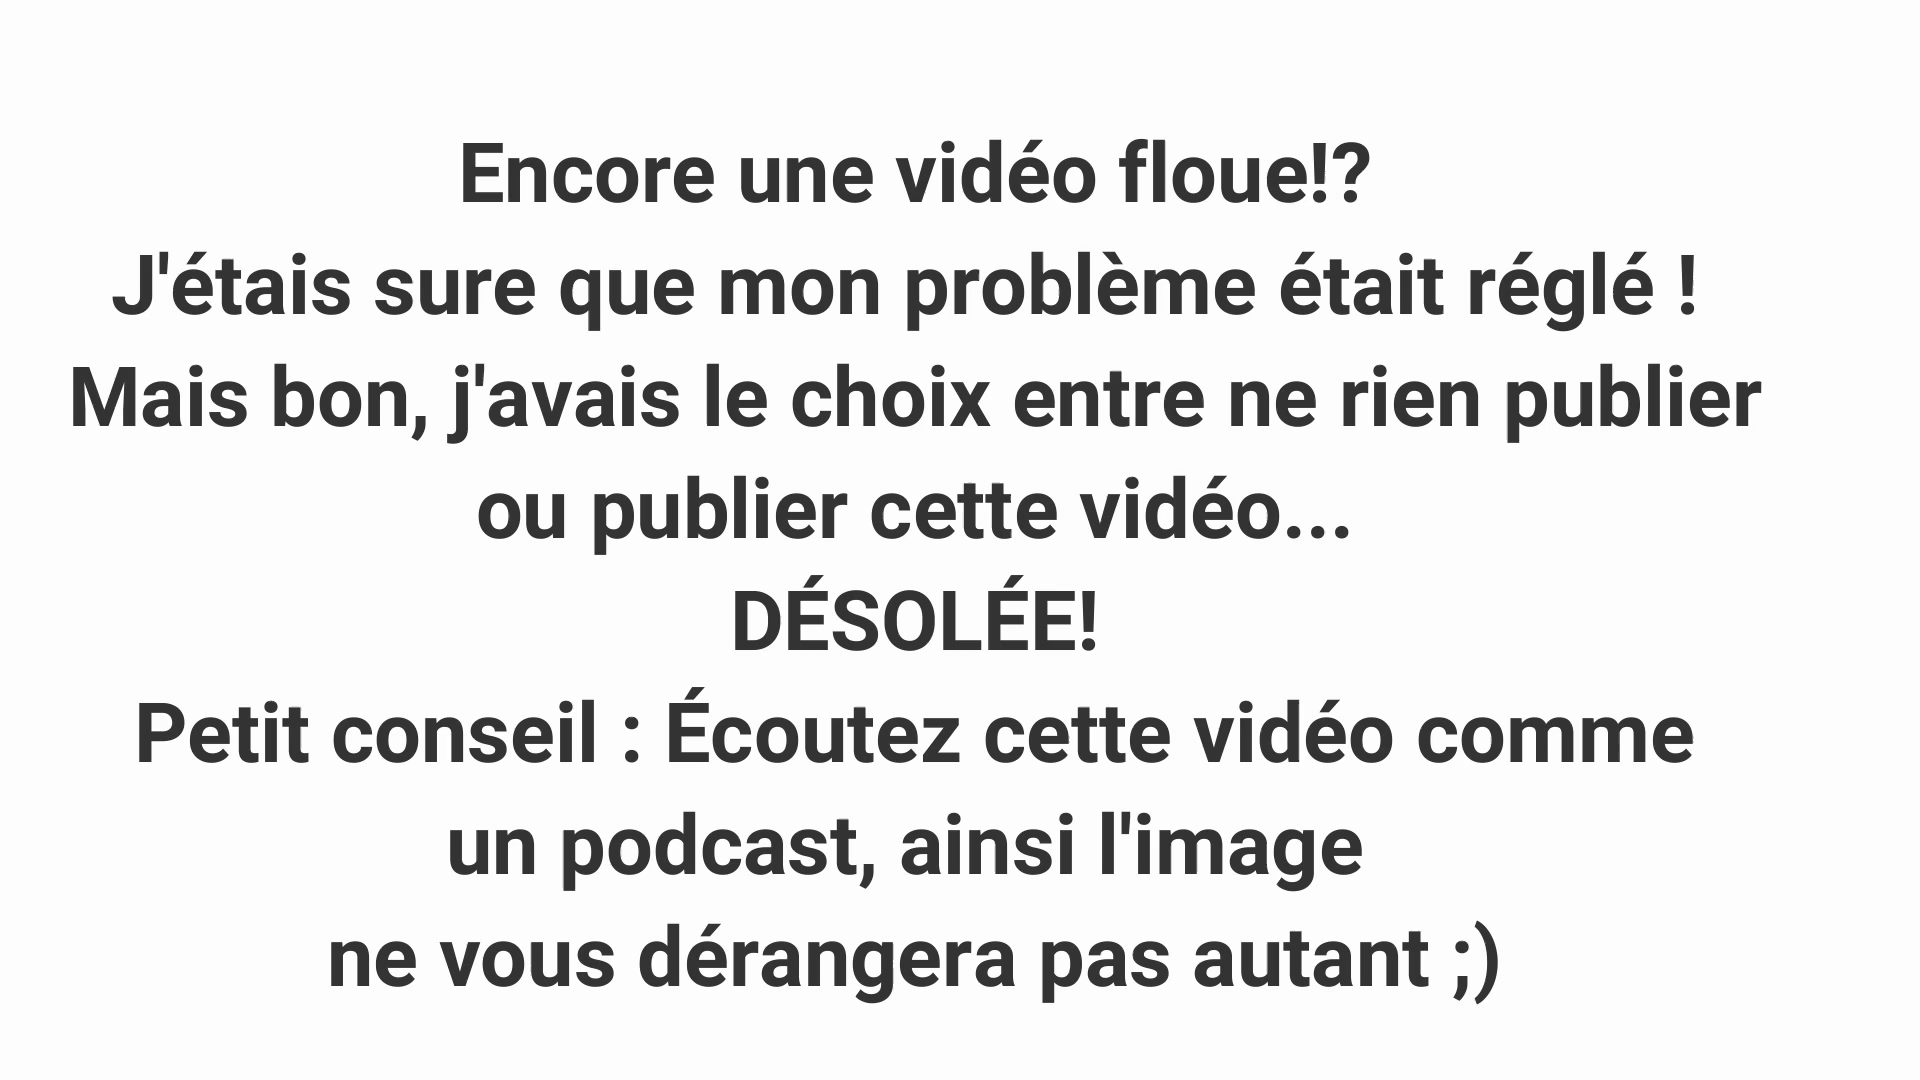 Encore une vidéo floue!?
J'étais sure que mon problème était réglé !
Mais bon, j'avais le choix entre ne rien publier
ou publier cette vidéo...
DÉSOLÉE!
Petit conseil : Écoutez cette vidéo comme
un podcast, ainsi l'image
ne vous dérangera pas autant ;)